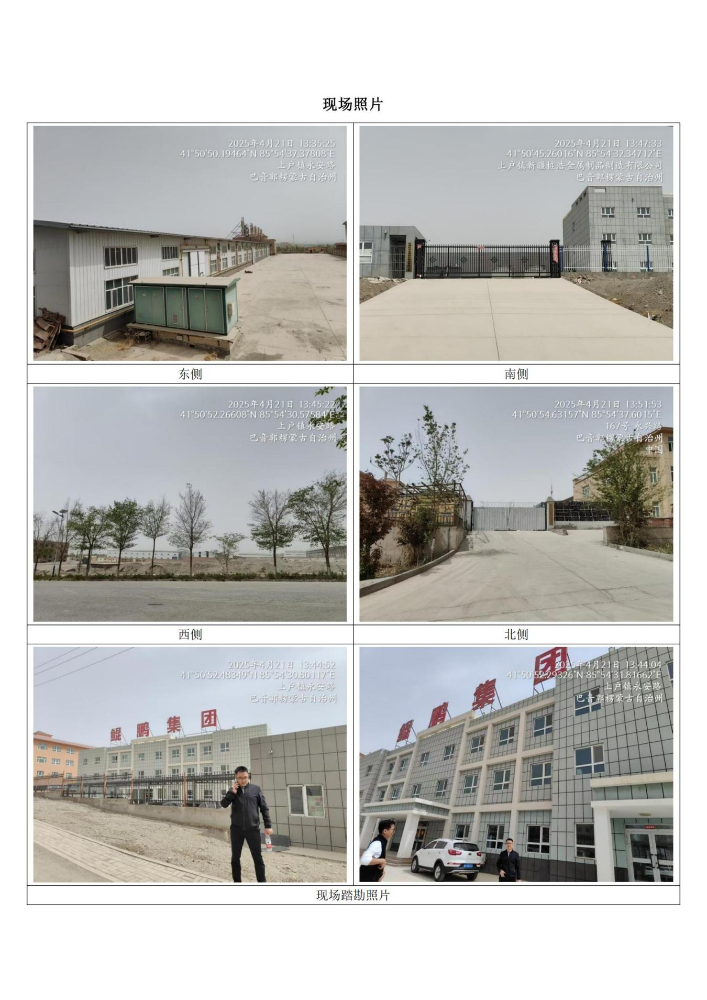 现场照片
2025年4月21日 13:35:25
41°50'50.19464"N 85°54'37.37808"E
上户镇永安路
巴音郭楞蒙古自治州
2025年4月21日 13:47:33
41°50'45.26016"N 85°54'32.34712"E
上户镇新疆桩浩金属制品制造有限公司
巴音郭楞蒙古自治州
东侧
南侧
2025年4月21日 13:45:22
41°50'52.26608"N 85°54'30.57584"E
上户镇永安路
巴音郭楞蒙古自治州
2025年4月21日 13:51:53
41°50'54.63157"N 85°54'37.6015"E
167号 永兴路
巴音郭楞蒙古自治州
中国
西侧
北侧
2025年4月21日 13:44:52
41°50'52.48349"N 85°54'30.80117"E
上户镇永安路
巴音郭楞蒙古自治州
鲲鹏集团
2025年4月21日 13:44:04
41°50'52.29326"N 85°54'31.81662"E
上户镇永安路
巴音郭楞蒙古自治州
鲲鹏集团
现场踏勘照片